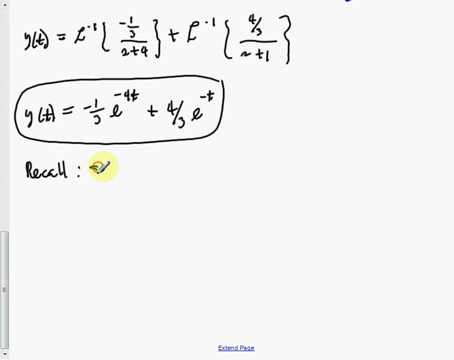 y(t) = L⁻¹ { -1/3 / s+4 } + L⁻¹ { 4/3 / s+1 }
y(t) = -1/3 e^-4t + 4/3 e^-t
Recall :
Extend Page